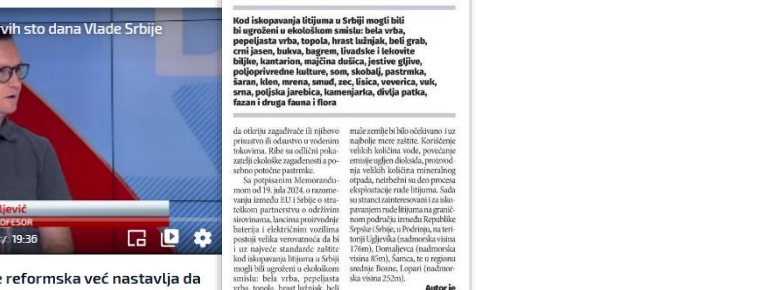 vih sto dana Vlade Srbije
ljević
OFESOR
19:36
e reformska već nastavlja da
Kod iskopavanja litijuma u Srbiji mogli bili
bi ugroženi u ekološkom smislu: bela vrba,
pepeljasta vrba, topola, hrast lužnjak, beli grab,
crni jasen, bukva, bagrem, livadske i lekovite
biljke, kantarion, majčina dušica, jestive gljive,
poljoprivredne kulture, som, skobalj, pastrmka,
šaran, klen, mrena, smuđ, zec, lisica, veverica, vuk,
srna, poljska jarebica, kamenjarka, divlja patka,
fazan i druga fauna i flora
da otkriju zagađivače ili njihovo
prisustvo ili odsustvo u vodenim
tokovima. Ribe su odlični poka-
zatelji ekološke zagađenosti a po-
sebno potočne pastrmke.
Sa potpisanim Memorandu-
mom od 19. jula 2024. o razume-
vanju između EU i Srbije o stra-
teškom partnerstvu o održivim
sirovinama, lancima proizvodnje
baterija i električnim vozilima
postoji velika verovatnoća da bi
i uz najveće standarde zaštite
kod iskopavanja litijuma u Srbiji
mogli bili ugroženi u ekološkom
smislu: bela vrba, pepeljasta
vrba, topola, hrast lužnjak, beli
male zemlje bi bilo očekivano i uz
najbolje mere zaštite. Korišćenje
velikih količina vode, povećanje
emisije ugljen dioksida, proizvod-
nja velikih količina mineralnog
otpada, neizbežni su deo procesa
eksploatacije rude litijuma. Sada
su stranci zainteresovani i za isko-
pavanjem rude litijuma na granič-
nom području između Republike
Srpske i Srbije, u Podrinju, na teri-
toriji Ugljevika (nadmorska visina
176m), Domaljevca (nadmorska
visina 85m), Šamca, te u regionu
srednje Bosne, Lopari (nadmor-
ska visina 252m).
Autor je